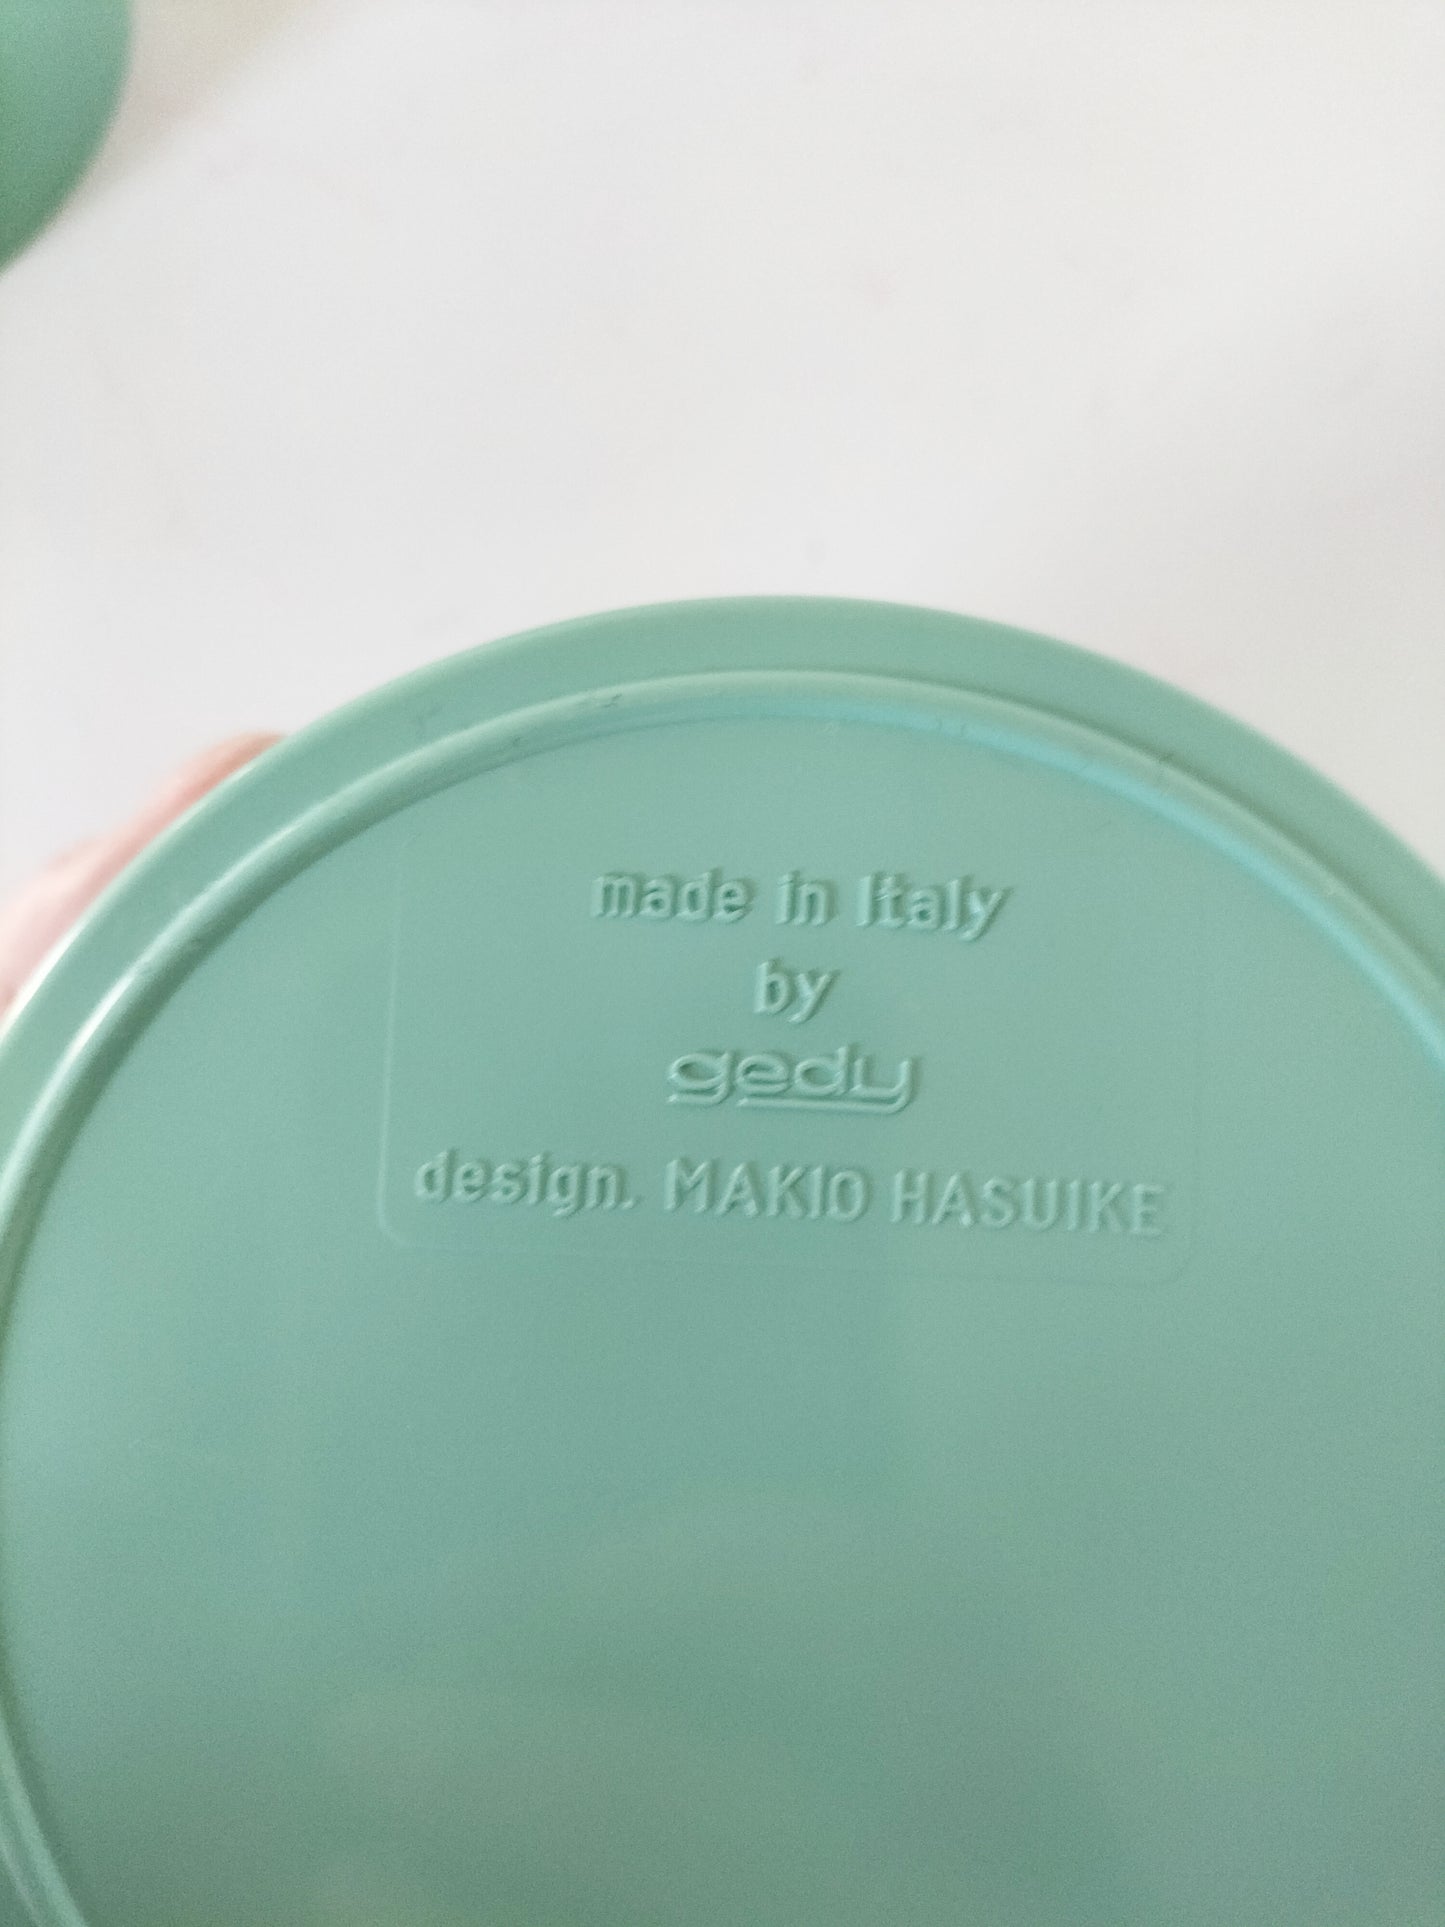 made in Italy
by
gedy
design. MAKIO HASUIKE